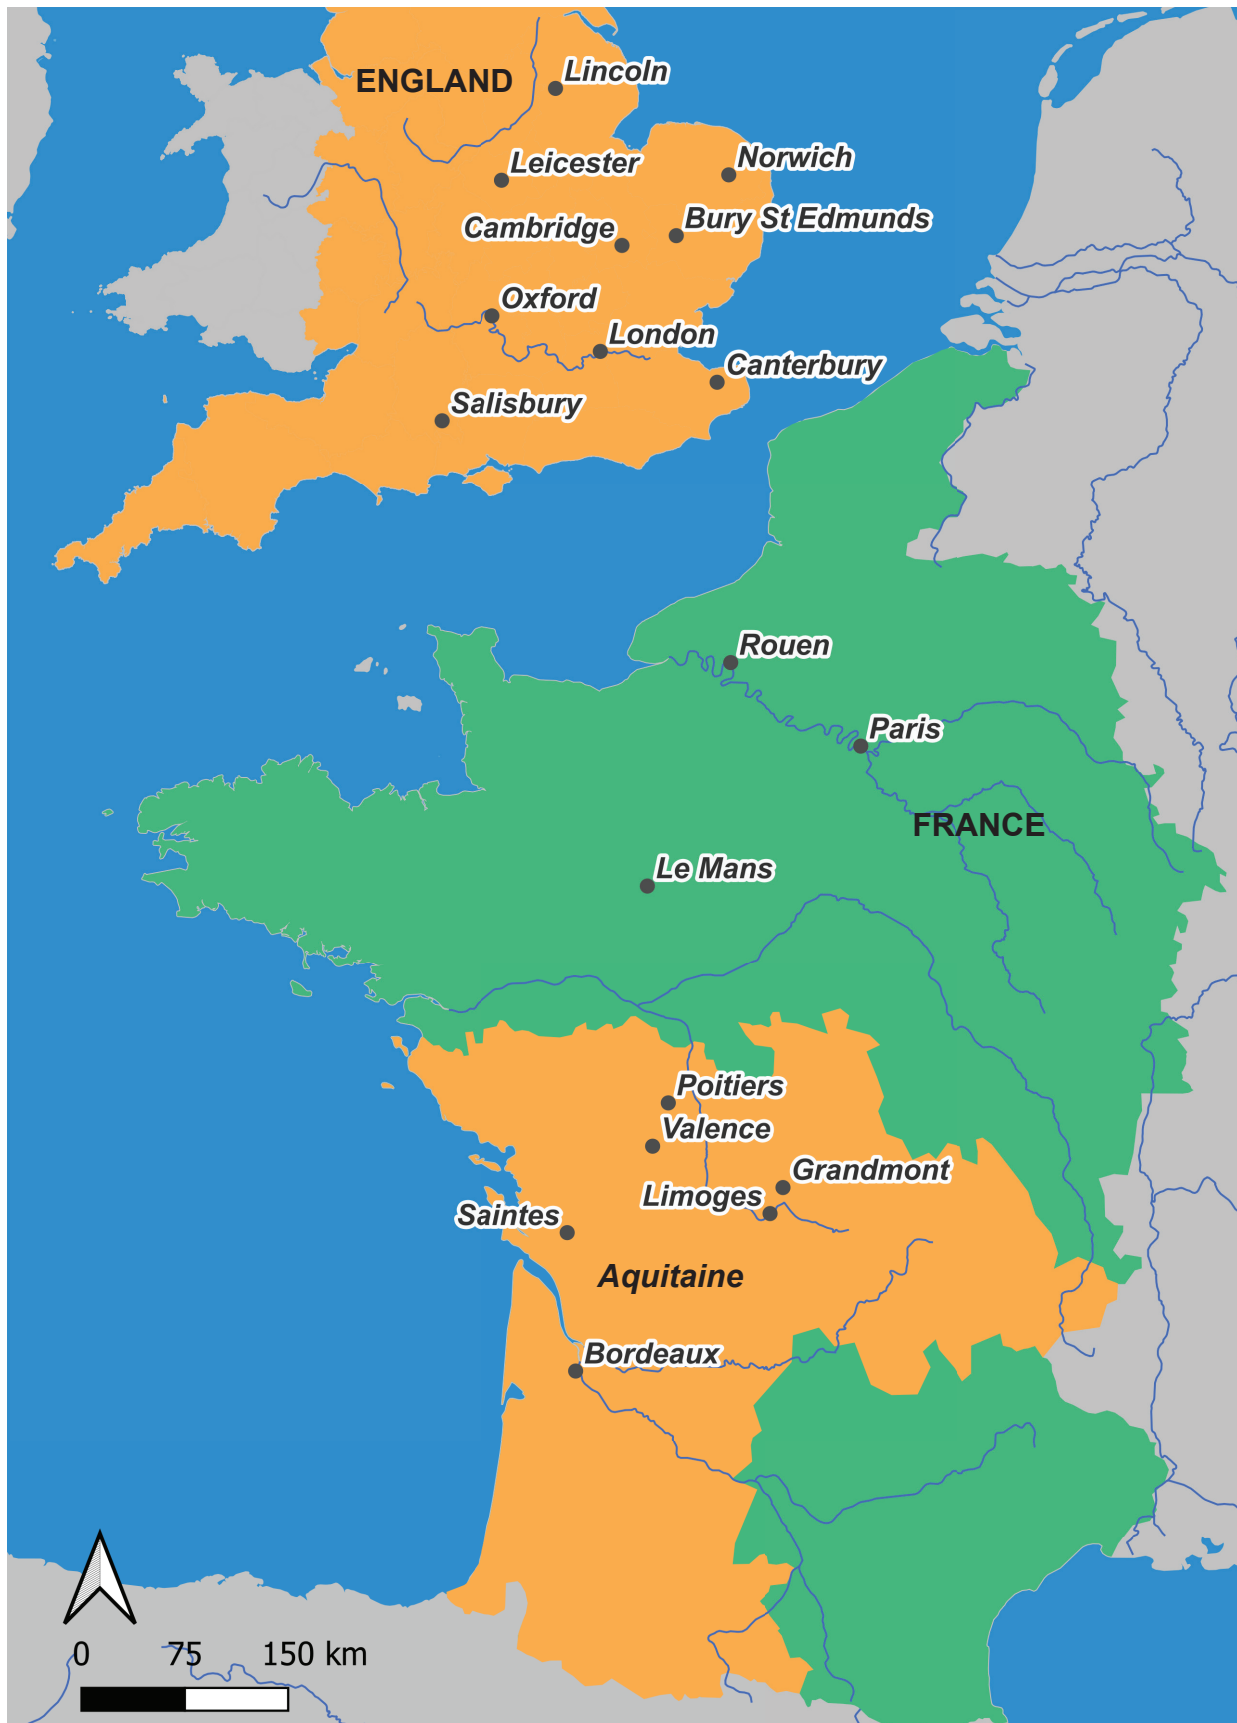 Lincoln
ENGLAND
Norwich
Leicester
Bury St Edmunds
Cambridge
Oxford
London
Canterbury
Salisbury
Rouen
Paris
FRANCE
Le Mans
Poitiers
Valence
Grandmont
Limoges
Saintes
Aquitaine
Bordeaux
0 75 150 km